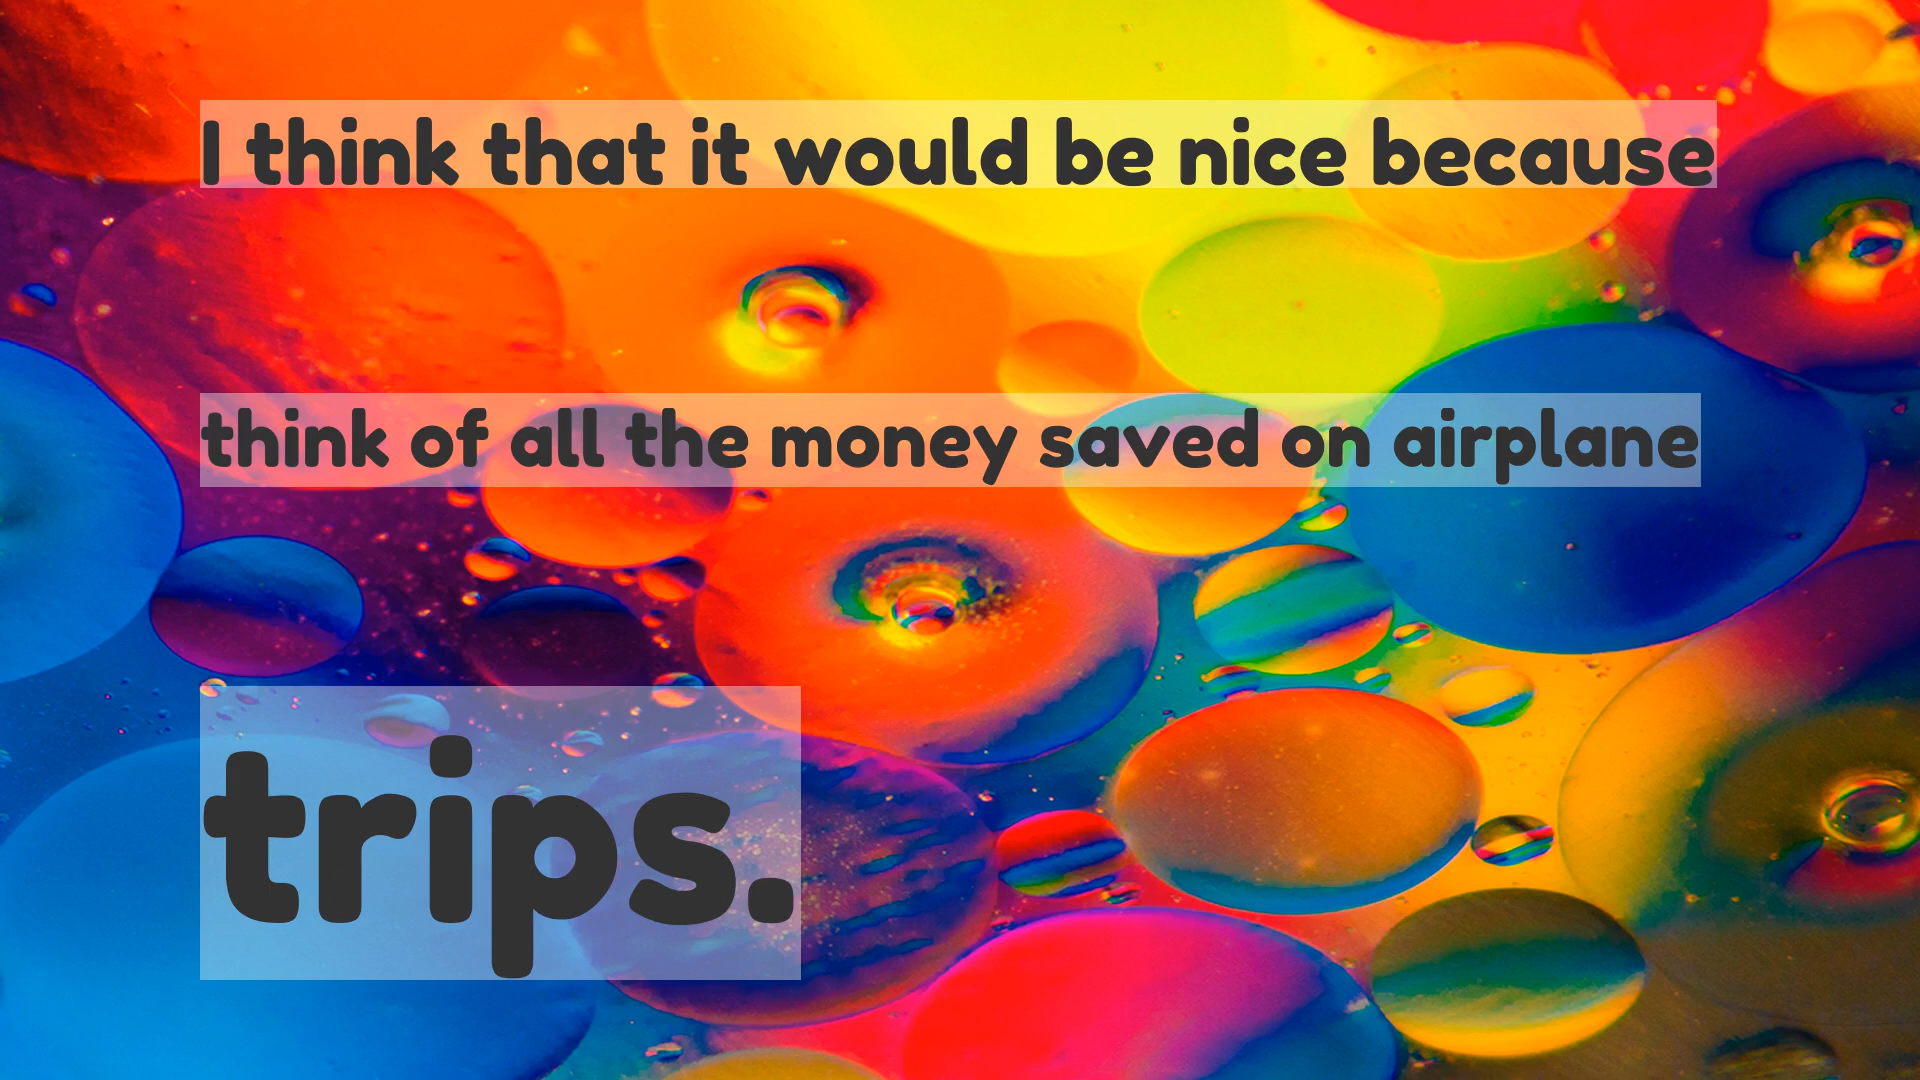 I think that it would be nice because
think of all the money saved on airplane
trips.